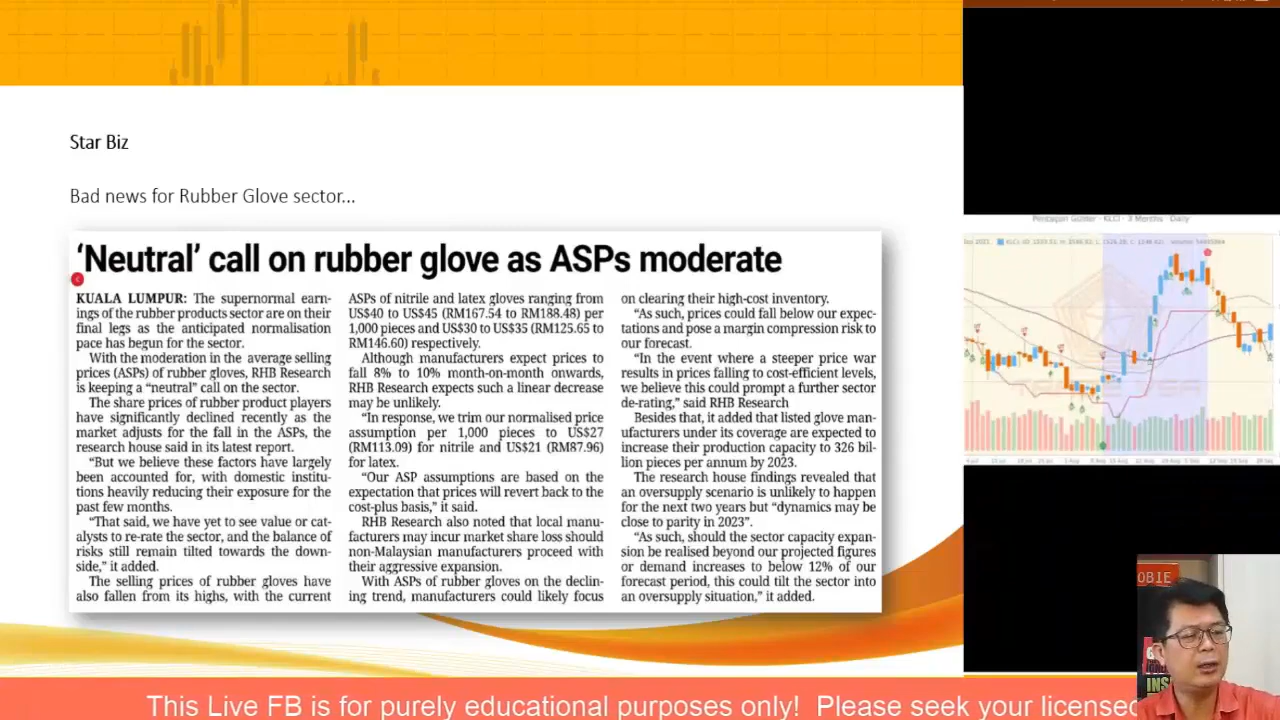 Star Biz
Bad news for Rubber Glove sector...
‘Neutral’ call on rubber glove as ASPs moderate
KUALA LUMPUR: The supernormal earn-
ings of the rubber products sector are on their
final legs as the anticipated normalisation
pace has begun for the sector.
With the moderation in the average selling
prices (ASPs) of rubber gloves, RHB Research
is keeping a “neutral” call on the sector.
The share prices of rubber product players
have significantly declined recently as the
market adjusts for the fall in the ASPs, the
research house said in its latest report.
“But we believe these factors have largely
been accounted for, with domestic institu-
tions heavily reducing their exposure for the
past few months.
“That said, we have yet to see value or cat-
alysts to re-rate the sector, and the balance of
risks still remain tilted towards the down-
side,” it added.
The selling prices of rubber gloves have
also fallen from its highs, with the current
ASPs of nitrile and latex gloves ranging from
US$40 to US$45 (RM167.54 to RM188.48) per
1,000 pieces and US$30 to US$35 (RM125.65 to
RM146.60) respectively.
Although manufacturers expect prices to
fall 8% to 10% month-on-month onwards,
RHB Research expects such a linear decrease
may be unlikely.
“In response, we trim our normalised price
assumption per 1,000 pieces to US$27
(RM113.09) for nitrile and US$21 (RM87.96)
for latex.
“Our ASP assumptions are based on the
expectation that prices will revert back to the
cost-plus basis,” it said.
RHB Research also noted that local manu-
facturers may incur market share loss should
non-Malaysian manufacturers proceed with
their aggressive expansion.
With ASPs of rubber gloves on the declin-
ing trend, manufacturers could likely focus
on clearing their high-cost inventory.
“As such, prices could fall below our expec-
tations and pose a margin compression risk to
our forecast.
“In the event where a steeper price war
results in prices falling to cost-efficient levels,
we believe this could prompt a further sector
de-rating,” said RHB Research
Besides that, it added that listed glove man-
ufacturers under its coverage are expected to
increase their production capacity to 326 bil-
lion pieces per annum by 2023.
The research house findings revealed that
an oversupply scenario is unlikely to happen
for the next two years but “dynamics may be
close to parity in 2023”.
“As such, should the sector capacity expan-
sion be realised beyond our projected figures
or demand increases to below 12% of our
forecast period, this could tilt the sector into
an oversupply situation,” it added.
KLCI - 3 Months - Daily
OBIE
INS
This Live FB is for purely educational purposes only! Please seek your licensed